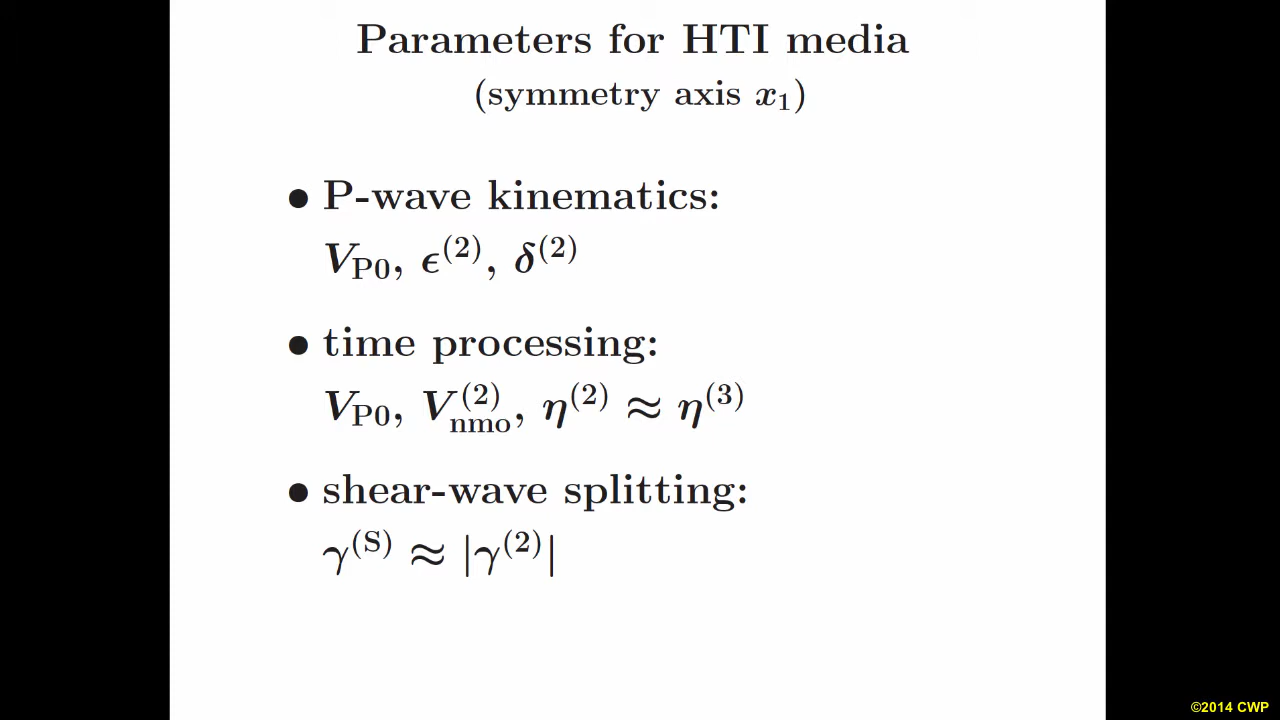 Parameters for HTI media
(symmetry axis x₁)
• P-wave kinematics:
V_P0, ϵ^(2), δ^(2)
• time processing:
V_P0, V_nmo^(2), η^(2) ≈ η^(3)
• shear-wave splitting:
γ^(S) ≈ |γ^(2)|
©2014 CWP